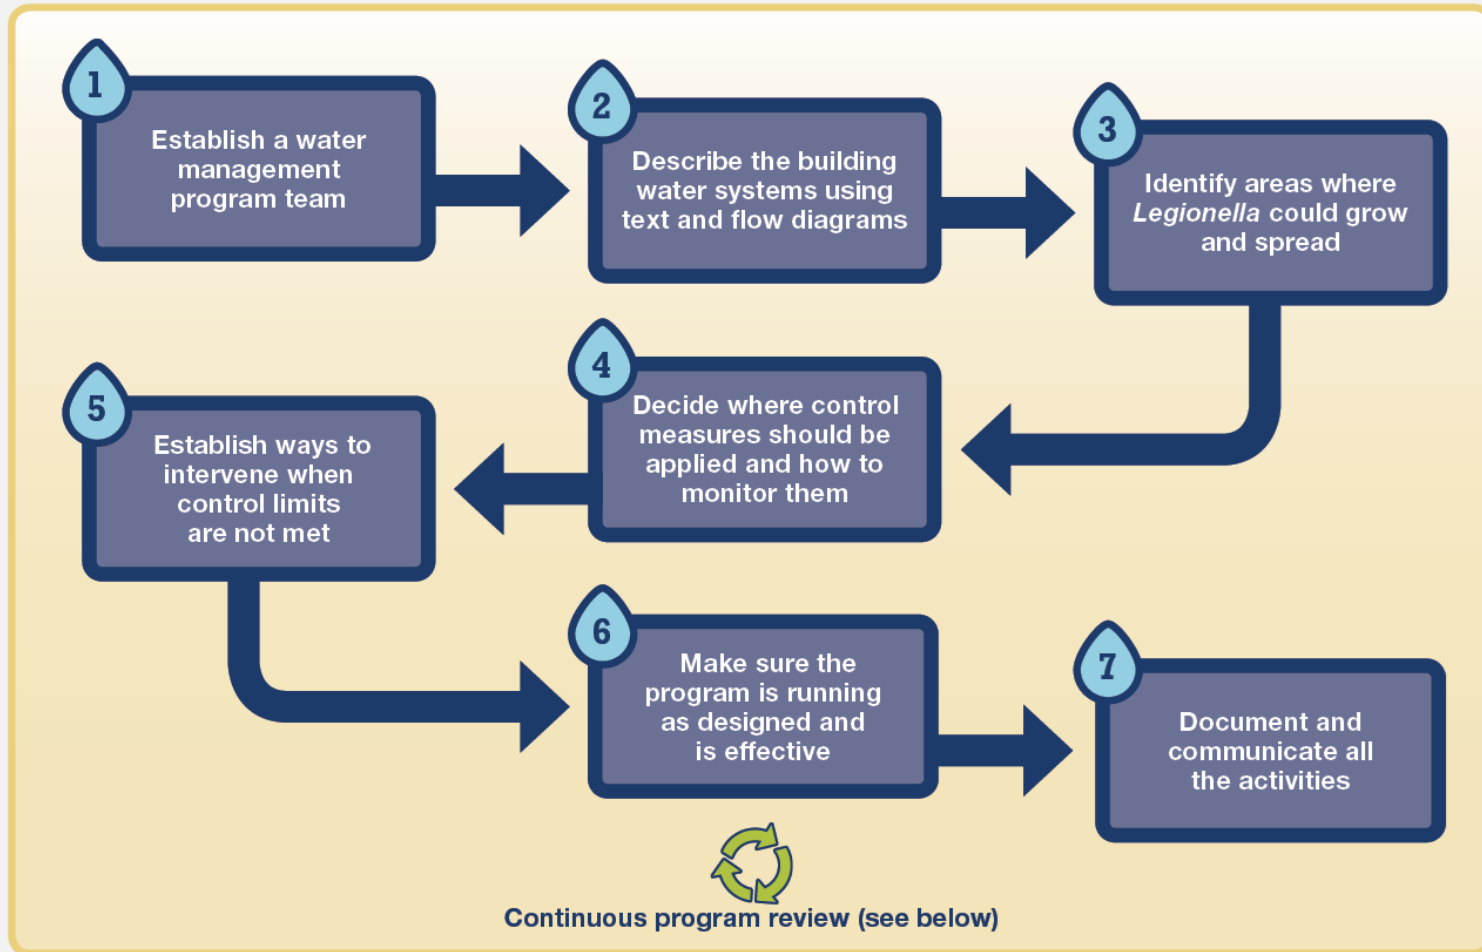 1
Establish a water
management
program team
2
Describe the building
water systems using
text and flow diagrams
3
Identify areas where
Legionella could grow
and spread
4
Decide where control
measures should be
applied and how to
monitor them
5
Establish ways to
intervene when
control limits
are not met
6
Make sure the
program is running
as designed and
is effective
7
Document and
communicate all
the activities
Continuous program review (see below)